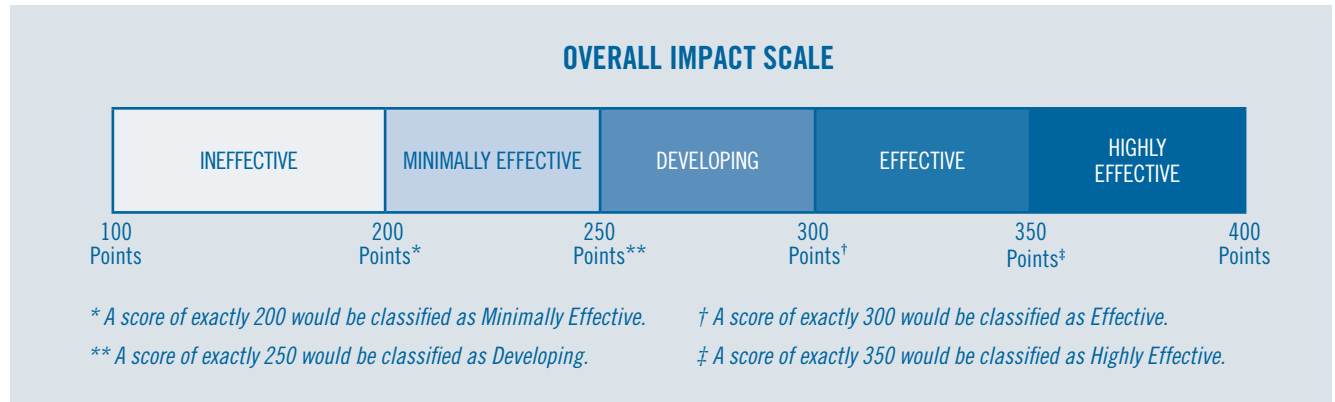 OVERALL IMPACT SCALE
INEFFECTIVE
MINIMALLY EFFECTIVE
DEVELOPING
EFFECTIVE
HIGHLY
EFFECTIVE
100
Points
200
Points*
250
Points**
300
Points†
350
Points‡
400
Points
* A score of exactly 200 would be classified as Minimally Effective.
** A score of exactly 250 would be classified as Developing.
† A score of exactly 300 would be classified as Effective.
‡ A score of exactly 350 would be classified as Highly Effective.